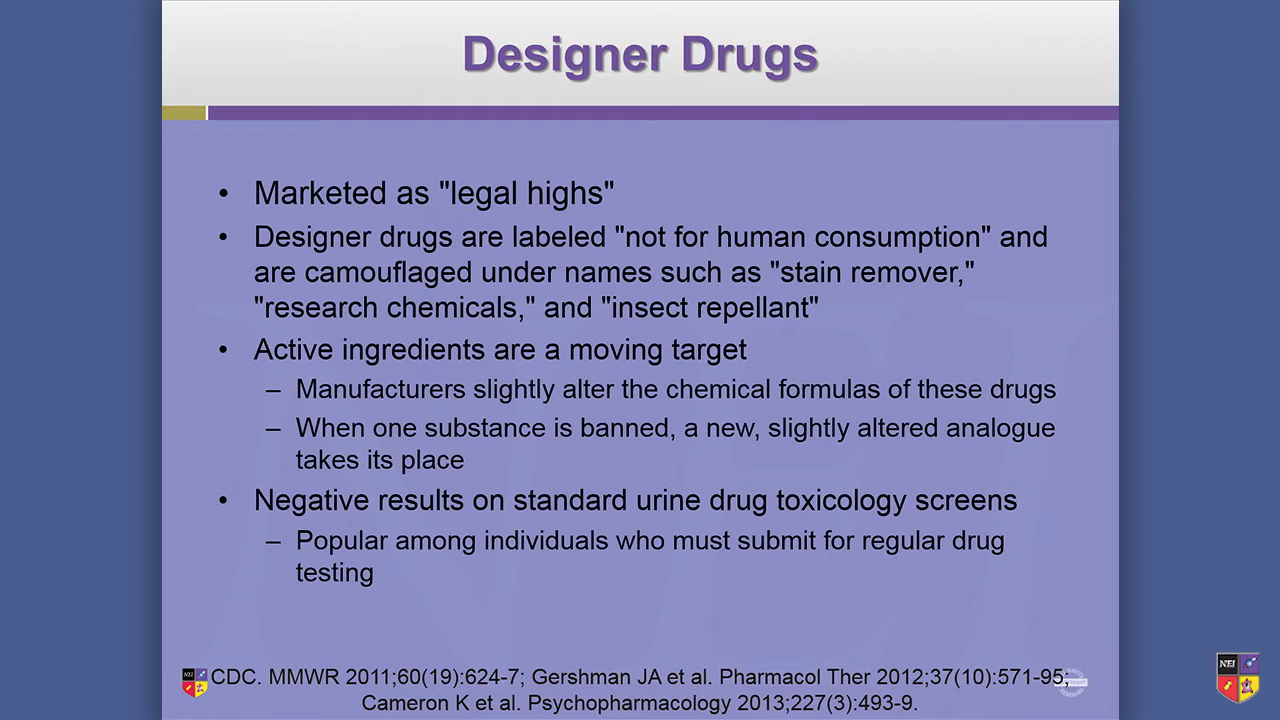 Designer Drugs
• Marketed as "legal highs"
• Designer drugs are labeled "not for human consumption" and
are camouflaged under names such as "stain remover,"
"research chemicals," and "insect repellant"
• Active ingredients are a moving target
– Manufacturers slightly alter the chemical formulas of these drugs
– When one substance is banned, a new, slightly altered analogue
takes its place
• Negative results on standard urine drug toxicology screens
– Popular among individuals who must submit for regular drug
testing
NEI
CDC. MMWR 2011;60(19):624-7; Gershman JA et al. Pharmacol Ther 2012;37(10):571-95;
Cameron K et al. Psychopharmacology 2013;227(3):493-9.
NEI